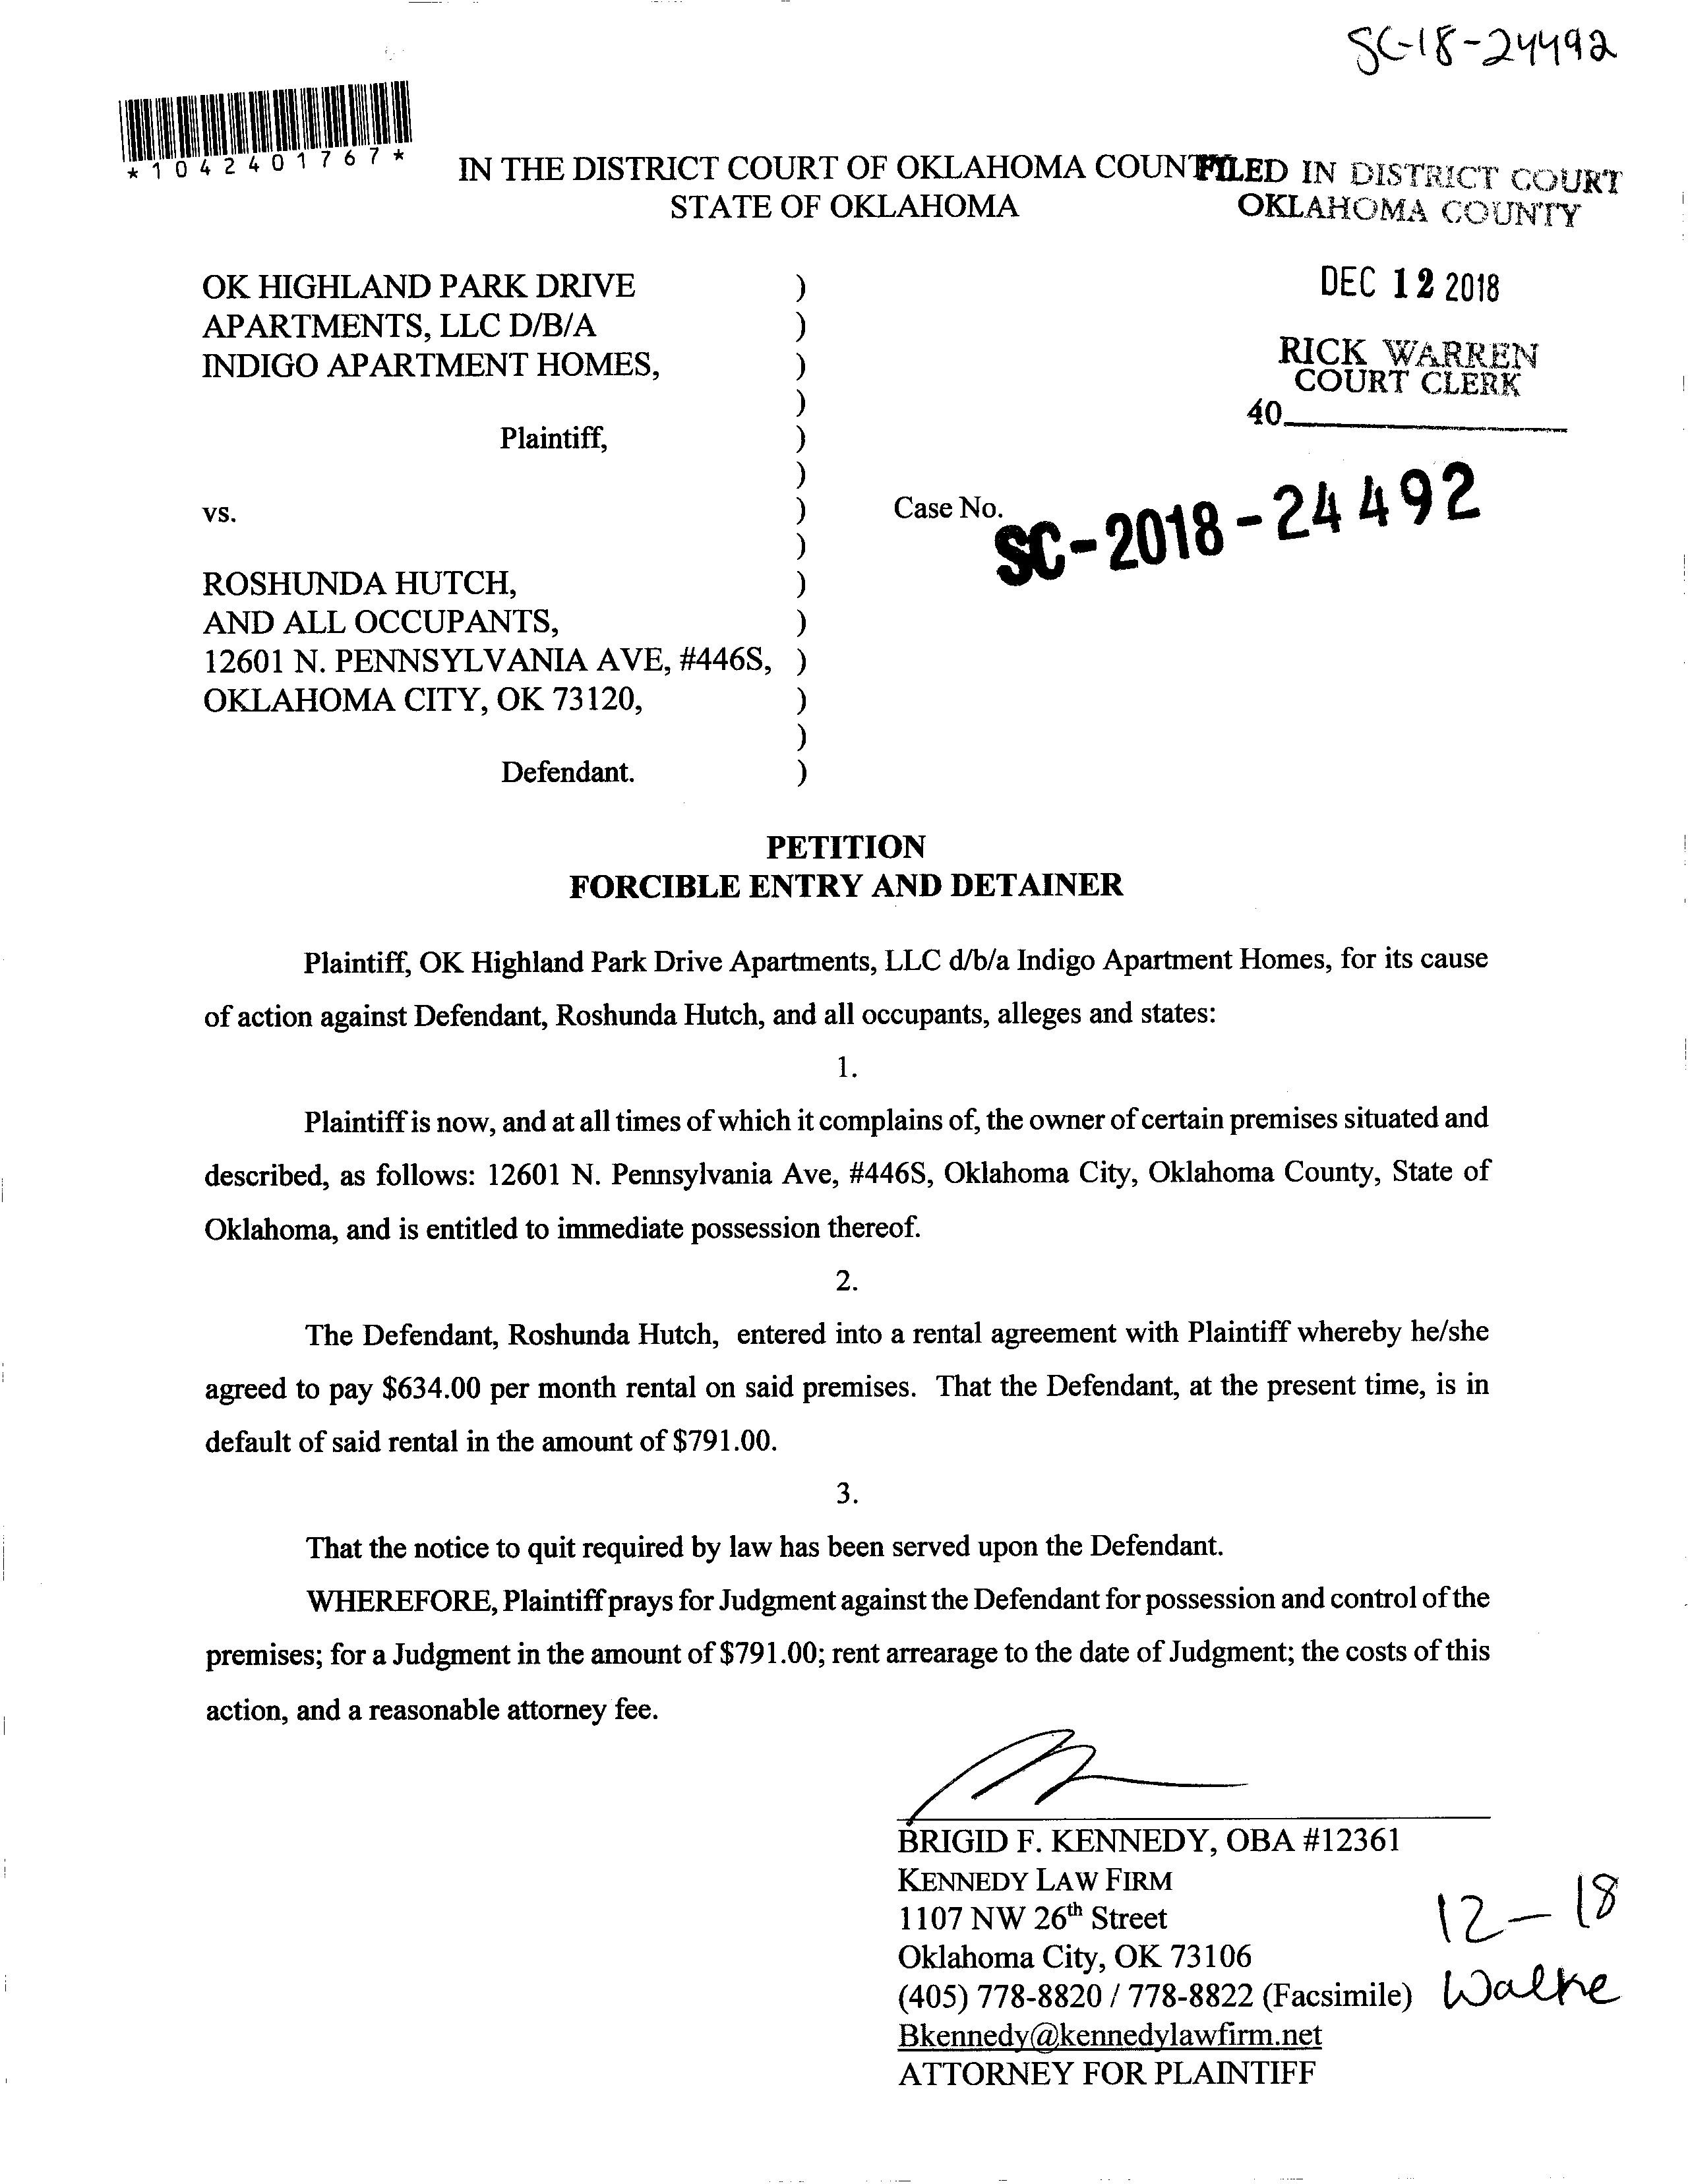 SC-18-24492
*1042401767*
IN THE DISTRICT COURT OF OKLAHOMA COUNTY
STATE OF OKLAHOMA
FILED IN DISTRICT COURT
OKLAHOMA COUNTY
DEC 12 2018
RICK WARREN
COURT CLERK
40
OK HIGHLAND PARK DRIVE )
APARTMENTS, LLC D/B/A )
INDIGO APARTMENT HOMES, )
)
Plaintiff, )
)
vs. ) Case No. SC-2018-24492
)
ROSHUNDA HUTCH, )
AND ALL OCCUPANTS, )
12601 N. PENNSYLVANIA AVE, #446S, )
OKLAHOMA CITY, OK 73120, )
)
Defendant. )
PETITION
FORCIBLE ENTRY AND DETAINER
Plaintiff, OK Highland Park Drive Apartments, LLC d/b/a Indigo Apartment Homes, for its cause
of action against Defendant, Roshunda Hutch, and all occupants, alleges and states:
1.
Plaintiff is now, and at all times of which it complains of, the owner of certain premises situated and
described, as follows: 12601 N. Pennsylvania Ave, #446S, Oklahoma City, Oklahoma County, State of
Oklahoma, and is entitled to immediate possession thereof.
2.
The Defendant, Roshunda Hutch, entered into a rental agreement with Plaintiff whereby he/she
agreed to pay $634.00 per month rental on said premises. That the Defendant, at the present time, is in
default of said rental in the amount of $791.00.
3.
That the notice to quit required by law has been served upon the Defendant.
WHEREFORE, Plaintiff prays for Judgment against the Defendant for possession and control of the
premises; for a Judgment in the amount of $791.00; rent arrearage to the date of Judgment; the costs of this
action, and a reasonable attorney fee.
BRIGID F. KENNEDY, OBA #12361
KENNEDY LAW FIRM
1107 NW 26th Street
Oklahoma City, OK 73106
(405) 778-8820 / 778-8822 (Facsimile)
Bkennedy@kennedylawfirm.net
ATTORNEY FOR PLAINTIFF
12-18
Walke